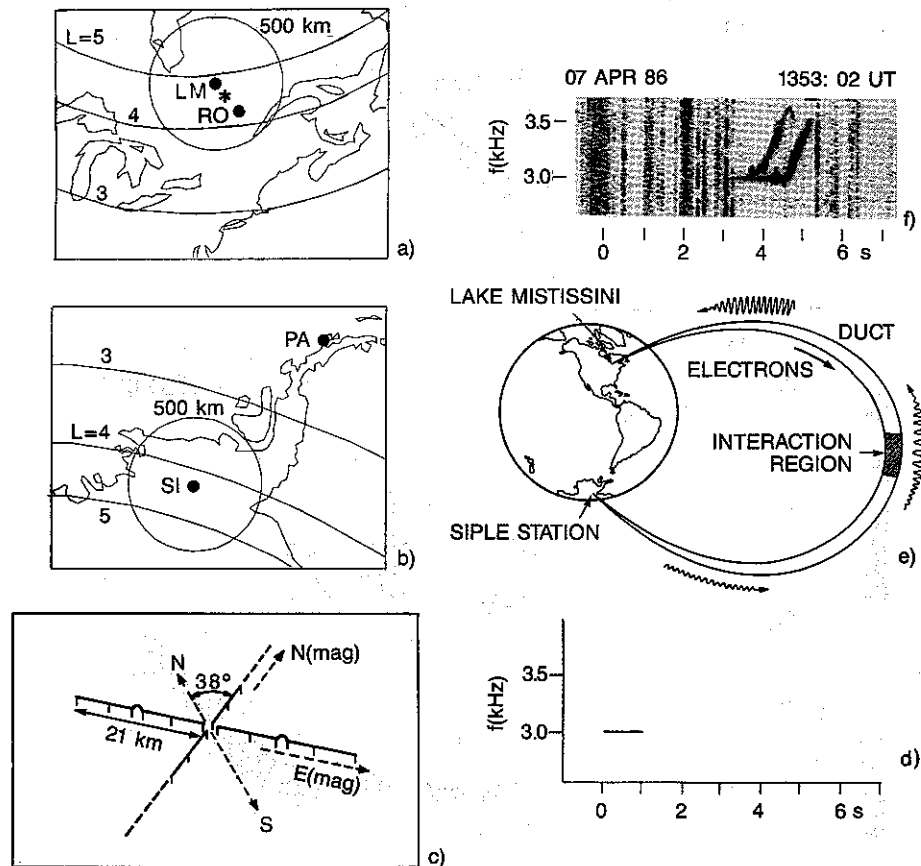 L=5
500 km
LM
*
RO
4
3
a)
07 APR 86 1353: 02 UT
f(kHz)
3.5
3.0
0 2 4 6 s
f)
PA
3
500 km
L=4
SI
5
b)
LAKE MISTISSINI
DUCT
ELECTRONS
INTERACTION
REGION
SIPLE STATION
e)
N
38°
N(mag)
21 km
E(mag)
S
c)
f(kHz)
3.5
3.0
0 2 4 6 s
d)